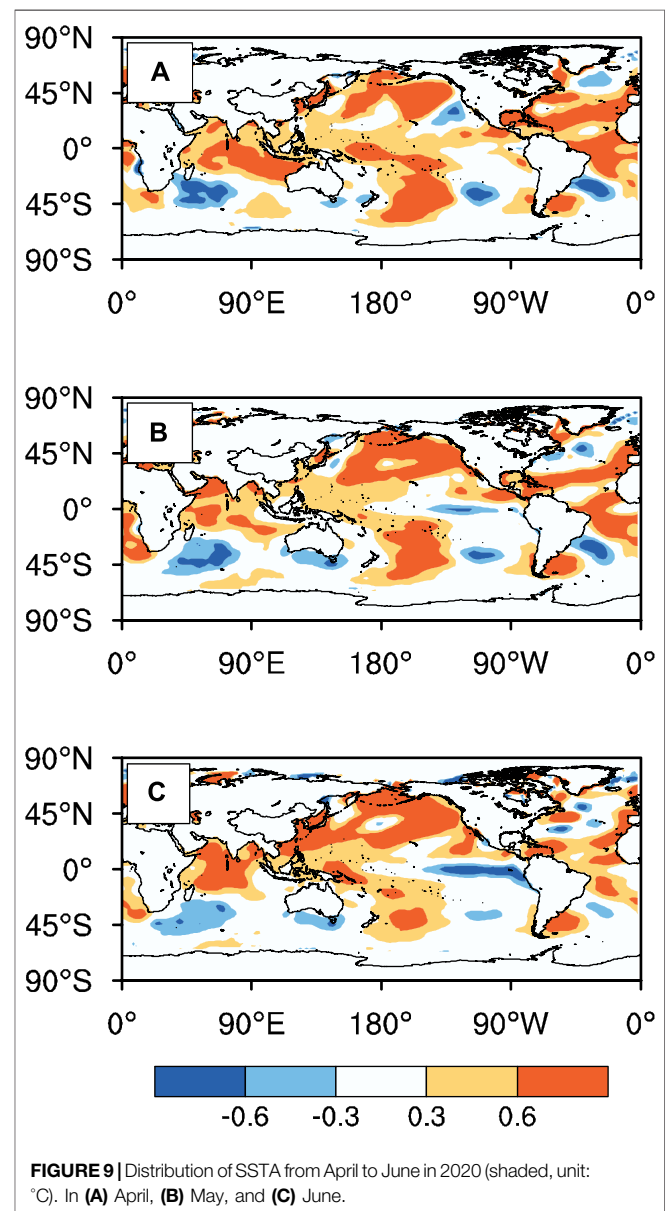 90°N
A
45°N
0°
45°S
90°S
0° 90°E 180° 90°W 0°
90°N
B
45°N
0°
45°S
90°S
0° 90°E 180° 90°W 0°
90°N
C
45°N
0°
45°S
90°S
0° 90°E 180° 90°W 0°
-0.6 -0.3 0.3 0.6
FIGURE 9 | Distribution of SSTA from April to June in 2020 (shaded, unit:
°C). In (A) April, (B) May, and (C) June.